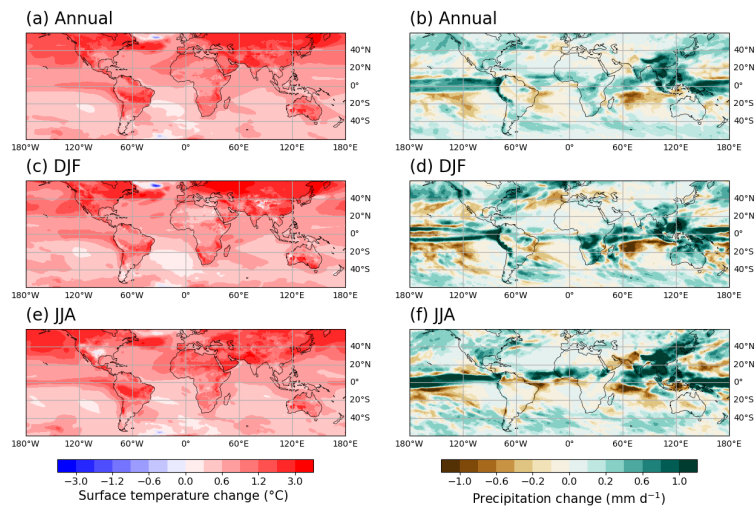 (a) Annual
(b) Annual
40°N
20°N
0°
20°S
40°S
40°N
20°N
0°
20°S
40°S
180°W 120°W 60°W 0° 60°E 120°E 180°
180°W 120°W 60°W 0° 60°E 120°E 180°
(c) DJF
(d) DJF
40°N
20°N
0°
20°S
40°S
40°N
20°N
0°
20°S
40°S
180°W 120°W 60°W 0° 60°E 120°E 180°
180°W 120°W 60°W 0° 60°E 120°E 180°
(e) JJA
(f) JJA
40°N
20°N
0°
20°S
40°S
40°N
20°N
0°
20°S
40°S
180°W 120°W 60°W 0° 60°E 120°E 180°
180°W 120°W 60°W 0° 60°E 120°E 180°
−3.0 −1.2 −0.6 0.0 0.6 1.2 3.0
Surface temperature change (°C)
−1.0 −0.6 −0.2 0.0 0.2 0.6 1.0
Precipitation change (mm d⁻¹)